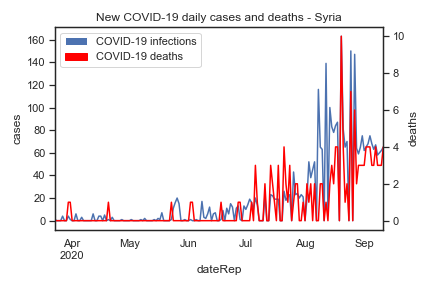 New COVID-19 daily cases and deaths - Syria
COVID-19 infections
COVID-19 deaths
160
140
120
100
80
60
40
20
0
cases
10
8
6
4
2
0
deaths
Apr May Jun Jul Aug Sep
2020
dateRep